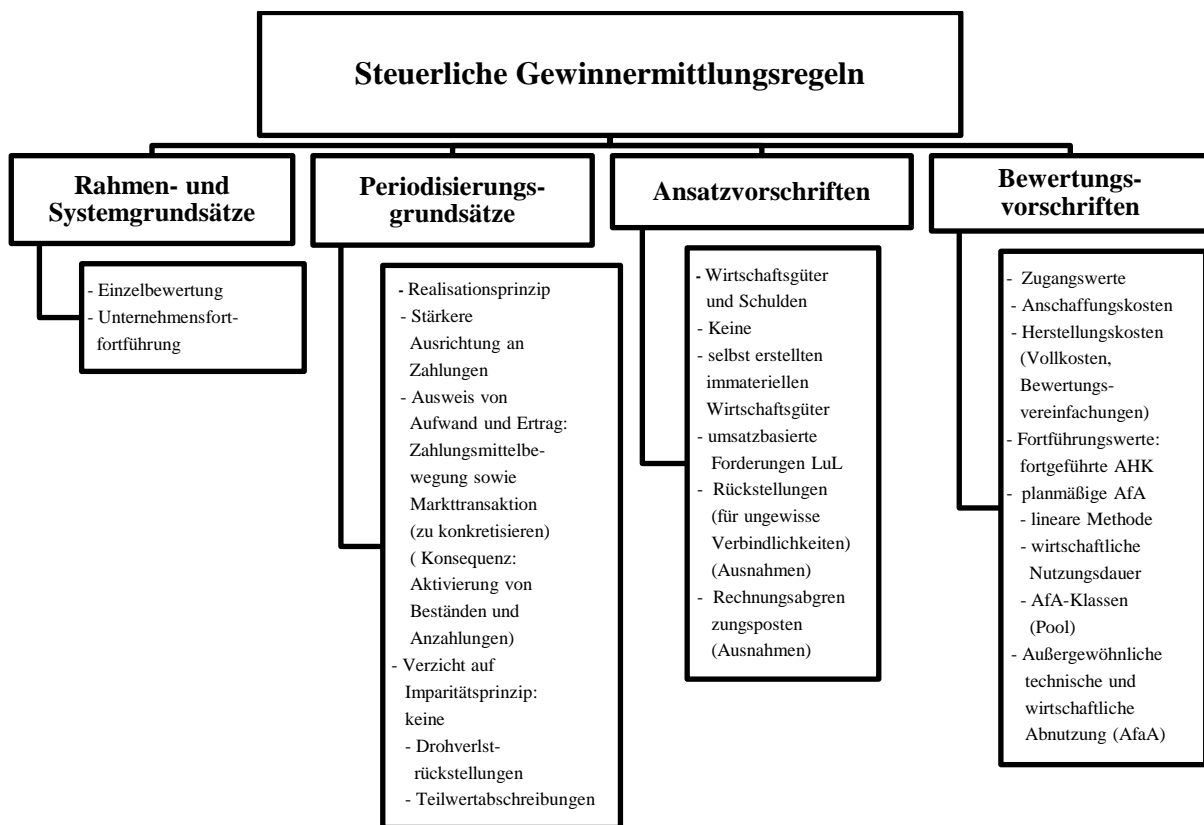 Steuerliche Gewinnermittlungsregeln
Rahmen- und
Systemgrundsätze
- Einzelbewertung
- Unternehmensfort-
fortführung
Periodisierungs-
grundsätze
- Realisationsprinzip
- Stärkere
Ausrichtung an
Zahlungen
- Ausweis von
Aufwand und Ertrag:
Zahlungsmittelbe-
wegung sowie
Markttransaktion
(zu konkretisieren)
( Konsequenz:
Aktivierung von
Beständen und
Anzahlungen)
- Verzicht auf
Imparitätsprinzip:
keine
- Drohverlst-
rückstellungen
- Teilwertabschreibungen
Ansatzvorschriften
- Wirtschaftsgüter
und Schulden
- Keine
- selbst erstellten
immateriellen
Wirtschaftsgüter
- umsatzbasierte
Forderungen LuL
- Rückstellungen
(für ungewisse
Verbindlichkeiten)
(Ausnahmen)
- Rechnungsabgren
zungsposten
(Ausnahmen)
Bewertungs-
vorschriften
- Zugangswerte
- Anschaffungskosten
- Herstellungskosten
(Vollkosten,
Bewertungs-
vereinfachungen)
- Fortführungswerte:
fortgeführte AHK
- planmäßige AfA
- lineare Methode
- wirtschaftliche
Nutzungsdauer
- AfA-Klassen
(Pool)
- Außergewöhnliche
technische und
wirtschaftliche
Abnutzung (AfaA)